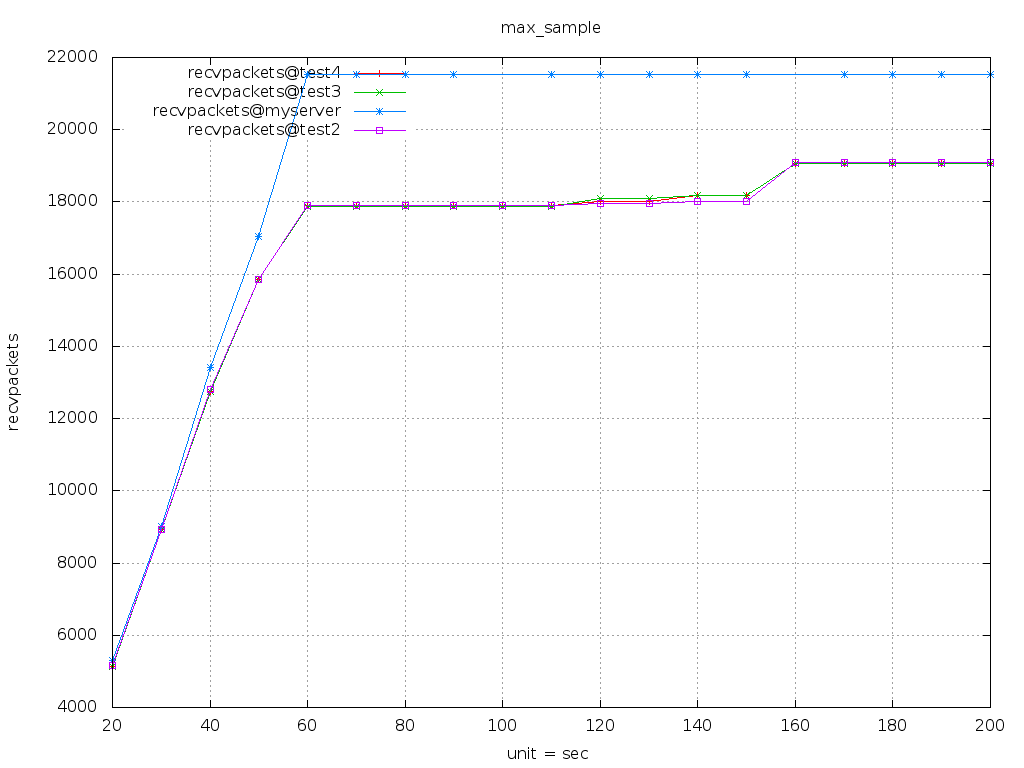 max_sample
22000
recvpackets@test4
recvpackets@test3
recvpackets@myserver
recvpackets@test2
20000
18000
16000
14000
recvpackets
12000
10000
8000
6000
4000
20 40 60 80 100 120 140 160 180 200
unit = sec